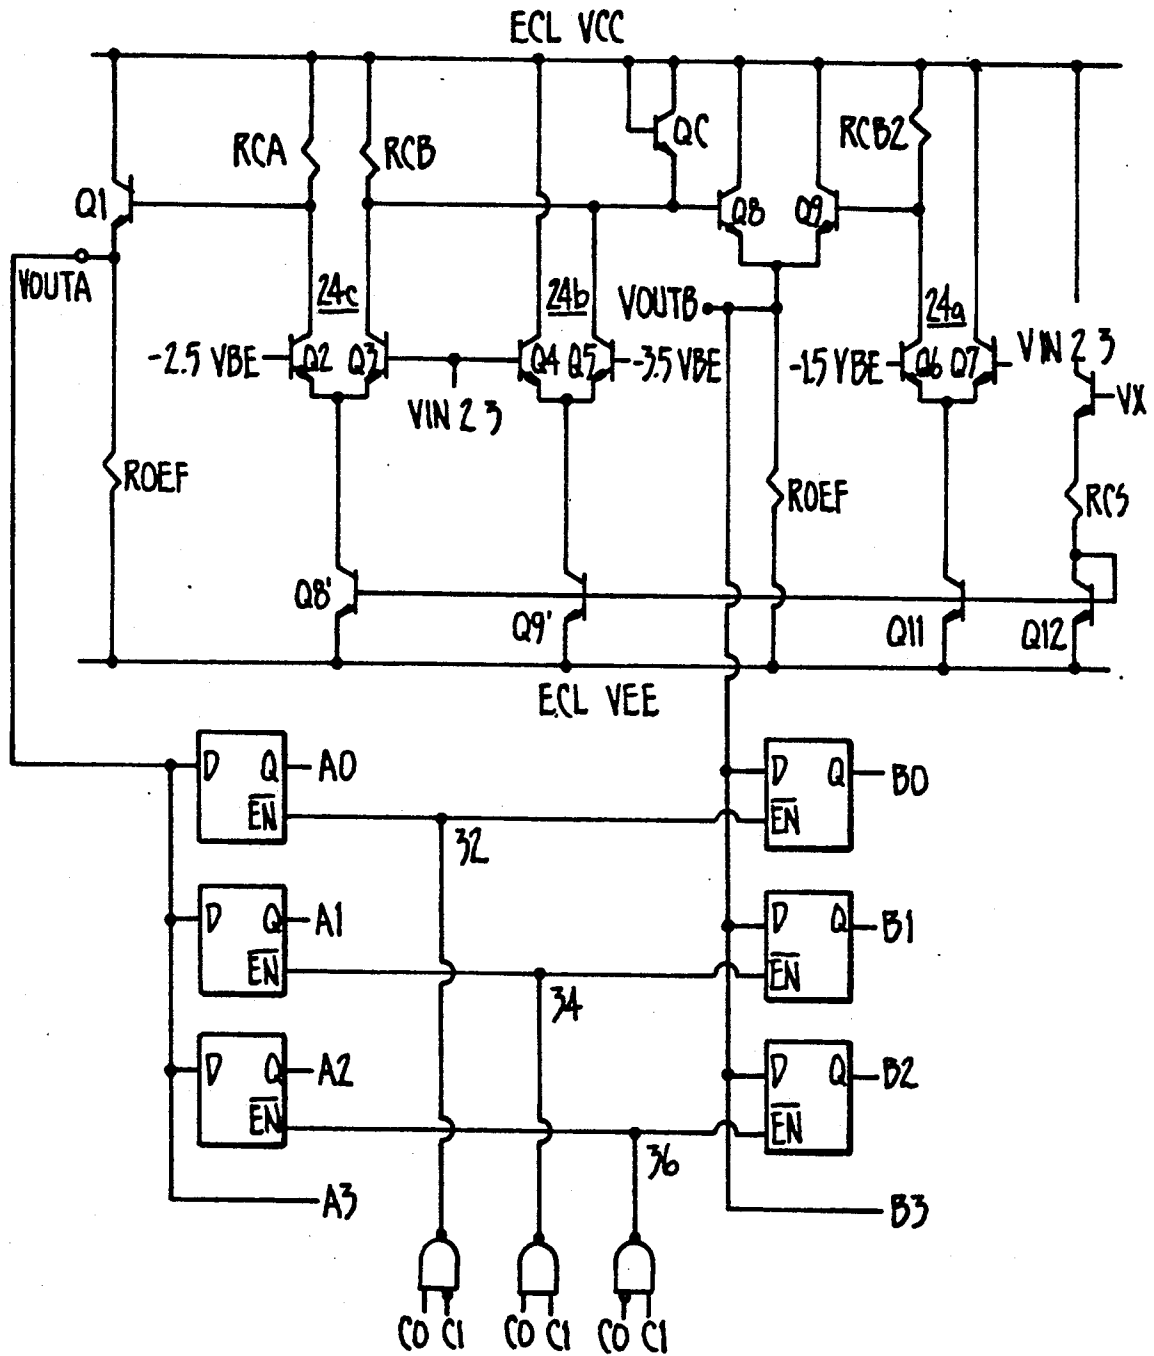 ECL VCC
RCA
RCB
QC
RCB2
Q1
Q8
Q9
VOUTA
24c
24b
VOUTB
24a
-2.5 VBE
Q2
Q3
Q4
Q5
-3.5 VBE
-1.5 VBE
Q6
Q7
VIN 2 3
VIN 2 3
VX
ROEF
ROEF
RCS
Q8'
Q9'
Q11
Q12
ECL VEE
D Q A0
EN
32
D Q B0
EN
D Q A1
EN
34
D Q B1
EN
D Q A2
EN
36
D Q B2
EN
A3
B3
C0 C1 C0 C1 C0 C1